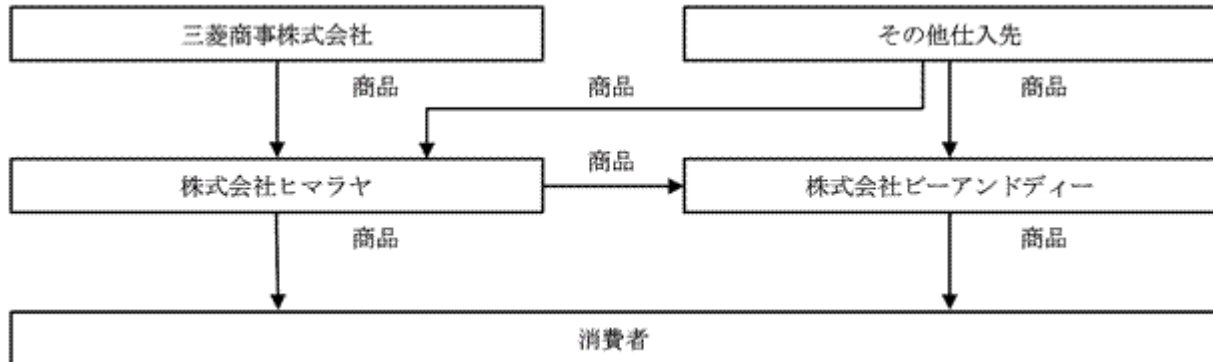 三菱商事株式会社
その他仕入先
商品
商品
商品
株式会社ヒマラヤ
商品
株式会社ビーアンドディー
商品
商品
消費者